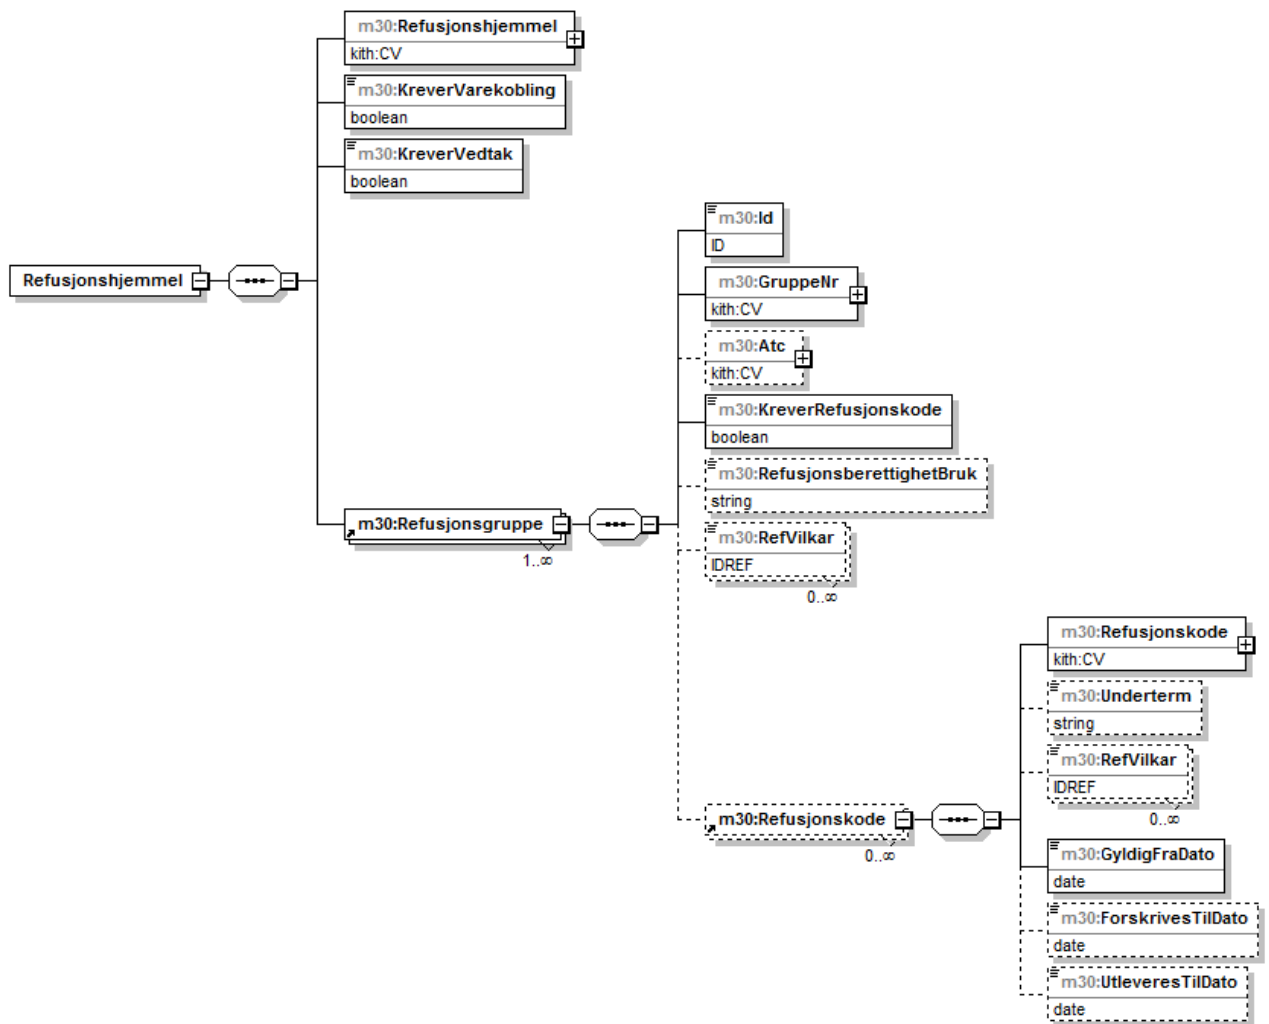 m30:Refusjonshjemmel
kith:CV
m30:KreverVarekobling
boolean
m30:KreverVedtak
boolean
Refusjonshjemmel
m30:Refusjonsgruppe
1..∞
m30:Id
ID
m30:GruppeNr
kith:CV
m30:Atc
kith:CV
m30:KreverRefusjonskode
boolean
m30:RefusjonsberettighetBruk
string
m30:RefVilkar
IDREF
0..∞
m30:Refusjonskode
0..∞
m30:Refusjonskode
kith:CV
m30:Underterm
string
m30:RefVilkar
IDREF
0..∞
m30:GyldigFraDato
date
m30:ForskrivesTilDato
date
m30:UtleveresTilDato
date